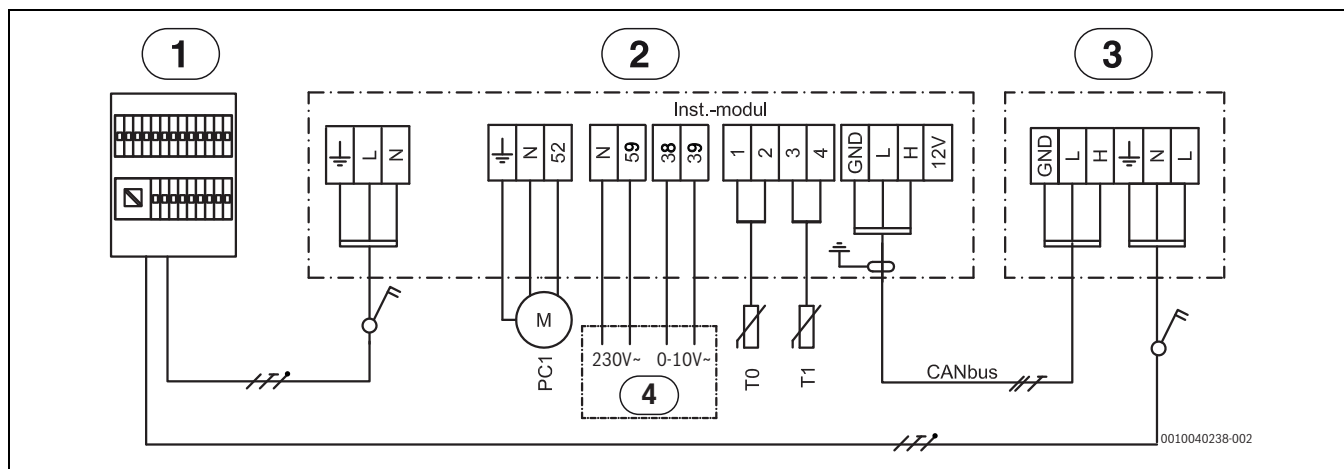 1
2
3
Inst.-modul
L
N
N
52
N
59
38
39
1
2
3
4
GND
L
H
12V
GND
L
H
N
L
M
PC1
230V~
0-10V~
4
T0
T1
CANbus
0010040238-002